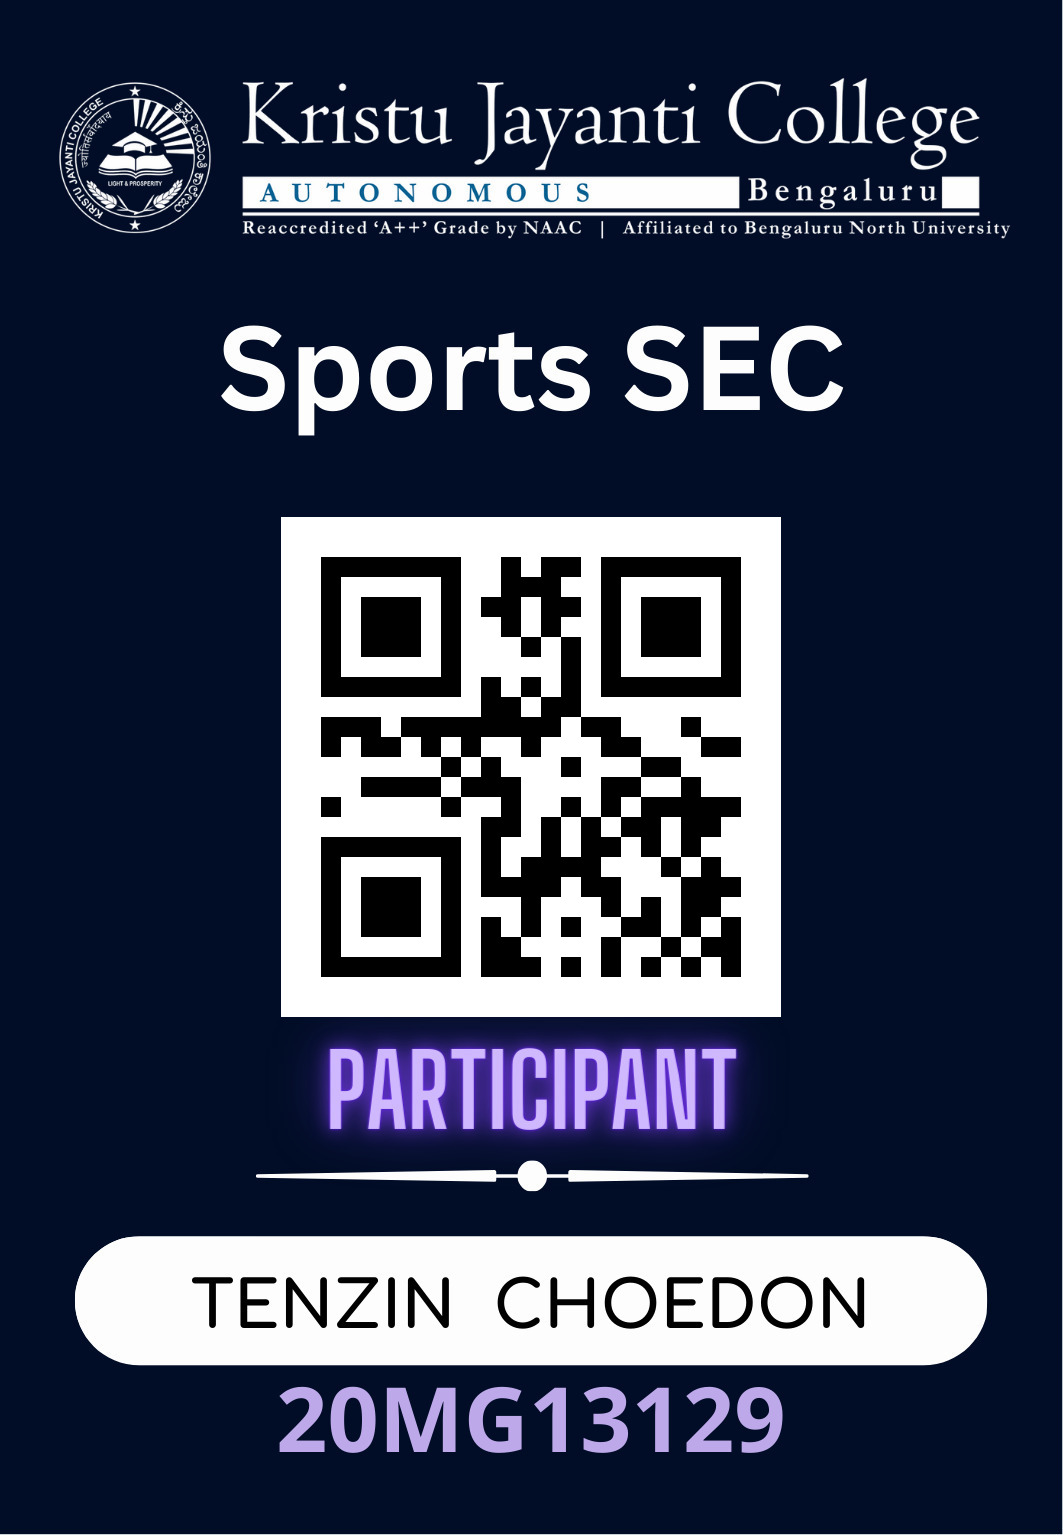 KRISTU JAYANTI COLLEGE
ಕ್ರಿಸ್ತು ಜಯಂತಿ ಕಾಲೇಜು
LIGHT & PROSPERITY
Kristu Jayanti College
AUTONOMOUS Bengaluru
Reaccredited ‘A++’ Grade by NAAC | Affiliated to Bengaluru North University
Sports SEC
PARTICIPANT
TENZIN CHOEDON
20MG13129